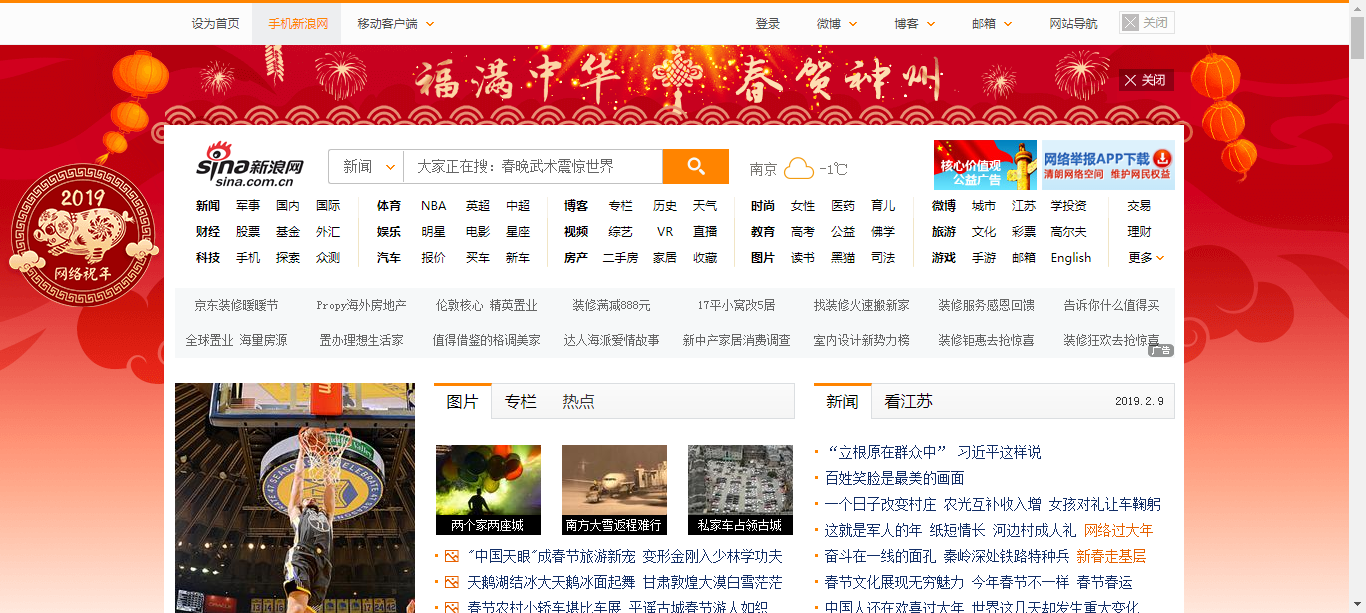 设为首页 手机新浪网 移动客户端 登录 微博 博客 邮箱 网站导航 关闭
福满中华 春贺神州
关闭
sina新浪网
sina.com.cn
新闻 大家正在搜：春晚武术震惊世界 南京 -1℃
核心价值观
公益广告
网络举报APP下载
清朗网络空间 维护网民权益
2019
网络祝年
新闻 军事 国内 国际 体育 NBA 英超 中超 博客 专栏 历史 天气 时尚 女性 医药 育儿 微博 城市 江苏 学投资 交易
财经 股票 基金 外汇 娱乐 明星 电影 星座 视频 综艺 VR 直播 教育 高考 公益 佛学 旅游 文化 彩票 高尔夫 理财
科技 手机 探索 众测 汽车 报价 买车 新车 房产 二手房 家居 收藏 图片 读书 黑猫 司法 游戏 手游 邮箱 English 更多
京东装修暖暖节 Propy海外房地产 伦敦核心 精英置业 装修满减888元 17平小窝改5居 找装修火速搬新家 装修服务感恩回馈 告诉你什么值得买
全球置业 海量房源 置办理想生活家 值得借鉴的格调美家 达人海派爱情故事 新中产家居消费调查 室内设计新势力榜 装修钜惠去抢惊喜 装修狂欢去抢惊喜
广告
图片 专栏 热点
新闻 看江苏 2019.2.9
两个家两座城 南方大雪返程难行 私家车占领古城
"中国天眼"成春节旅游新宠 变形金刚入少林学功夫
天鹅湖结冰大天鹅冰面起舞 甘肃敦煌大漠白雪茫茫
春节农村小轿车堪比车展 平遥古城春节游人如织
“立根原在群众中” 习近平这样说
百姓笑脸是最美的画面
一个日子改变村庄 农光互补收入增 女孩对礼让车鞠躬
这就是军人的年 纸短情长 河边村成人礼 网络过大年
奋斗在一线的面孔 秦岭深处铁路特种兵 新春走基层
春节文化展现无穷魅力 今年春节不一样 春节春运
中国人还在欢喜过大年 世界这几天却发生重大变化